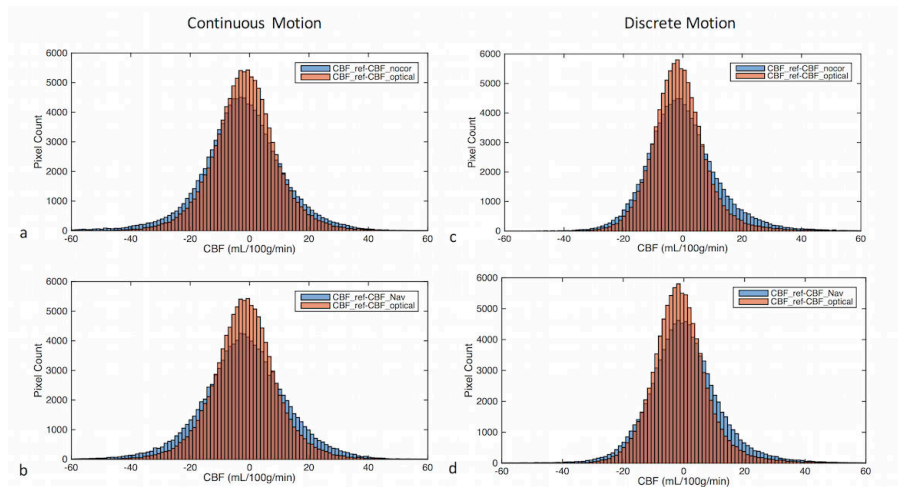 Continuous Motion
Discrete Motion
6000
5000
4000
3000
2000
1000
0
Pixel Count
CBF_ref-CBF_nocor
CBF_ref-CBF_optical
-60 -40 -20 0 20 40 60
CBF (mL/100g/min)
a
6000
5000
4000
3000
2000
1000
0
Pixel Count
CBF_ref-CBF_nocor
CBF_ref-CBF_optical
-60 -40 -20 0 20 40 60
CBF (mL/100g/min)
c
6000
5000
4000
3000
2000
1000
0
Pixel Count
CBF_ref-CBF_Nav
CBF_ref-CBF_optical
-60 -40 -20 0 20 40 60
CBF (mL/100g/min)
b
6000
5000
4000
3000
2000
1000
0
Pixel Count
CBF_ref-CBF_Nav
CBF_ref-CBF_optical
-60 -40 -20 0 20 40 60
CBF (mL/100g/min)
d